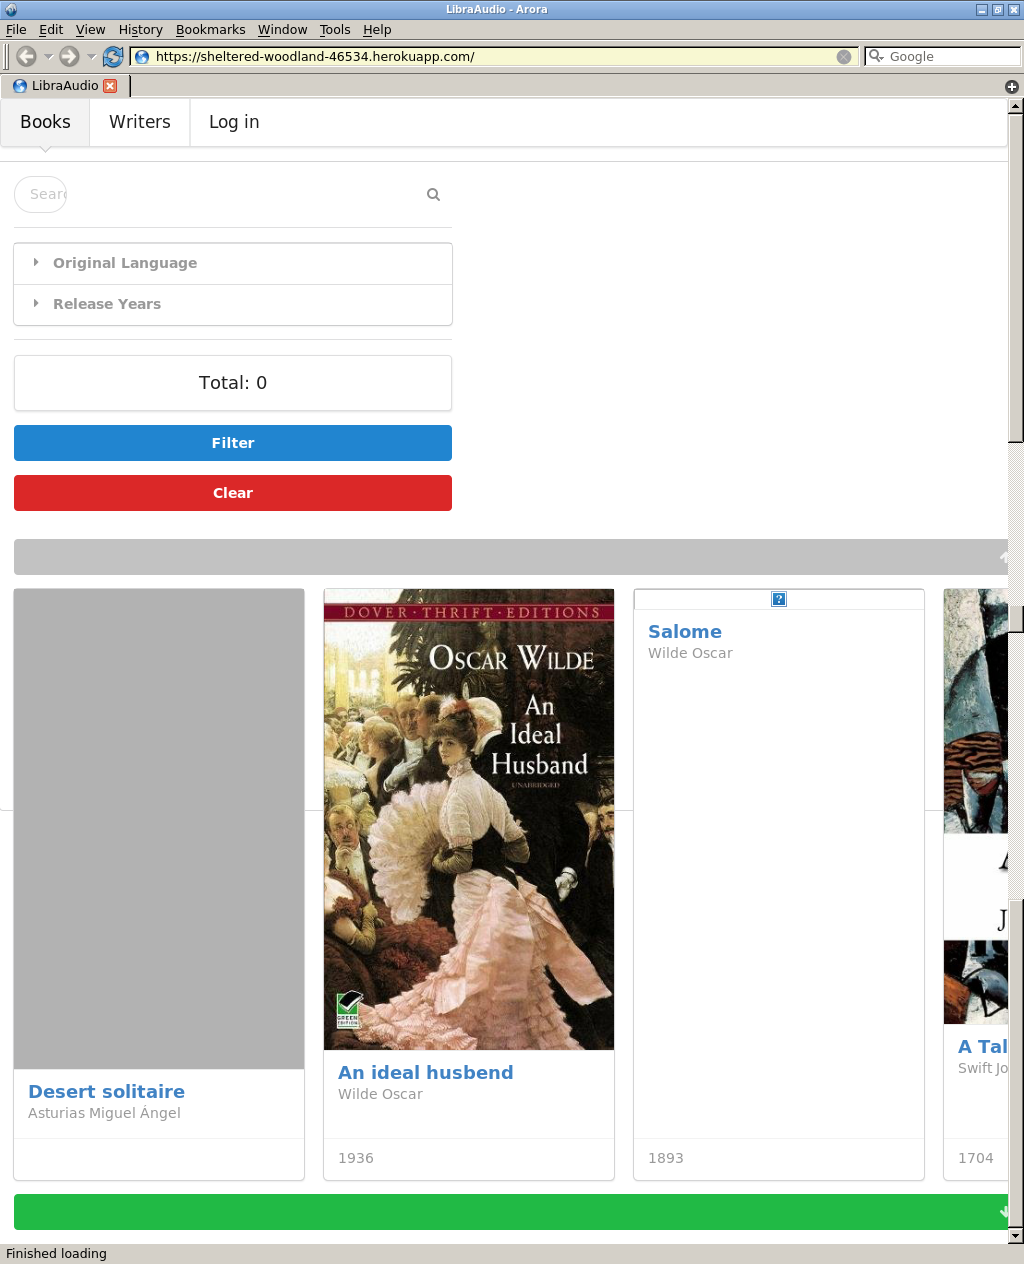 LibraAudio - Arora
File Edit View History Bookmarks Window Tools Help
https://sheltered-woodland-46534.herokuapp.com/
Google
LibraAudio
Books Writers Log in
Original Language
Release Years
Total: 0
Filter
Clear
DOVER · THRIFT · EDITIONS
OSCAR WILDE
An
Ideal
Husband
UNABRIDGED
GREEN
EDITION
Desert solitaire
Asturias Miguel Ángel
An ideal husbend
Wilde Oscar
1936
Salome
Wilde Oscar
1893
A Tal
Swift Jo
1704
Finished loading